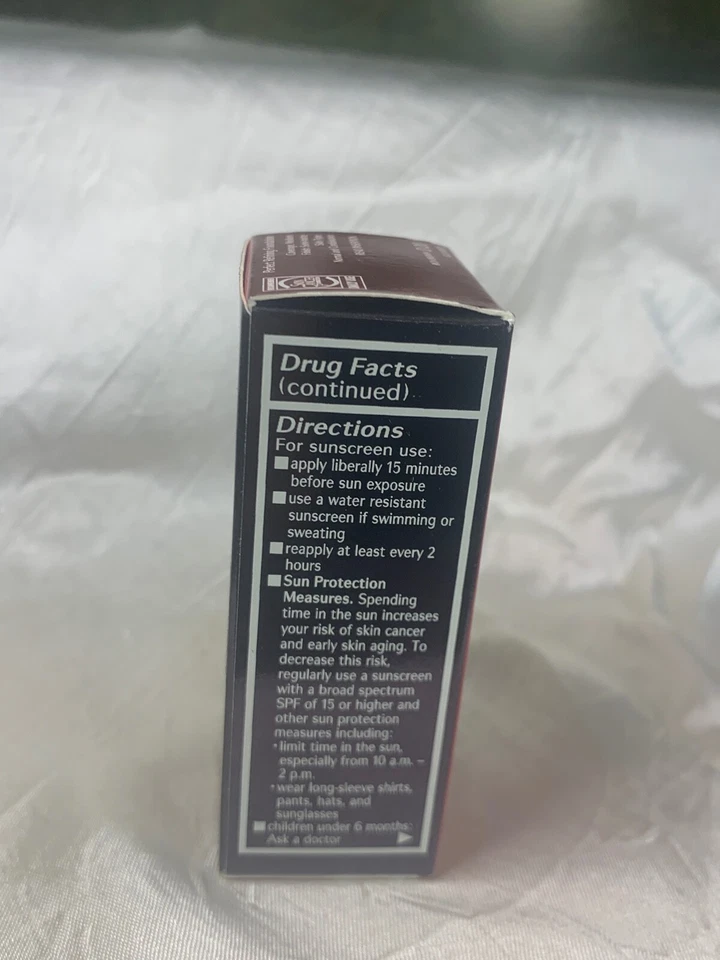 Drug Facts
(continued)
Directions
For sunscreen use:
apply liberally 15 minutes
before sun exposure
use a water resistant
sunscreen if swimming or
sweating
reapply at least every 2
hours
Sun Protection
Measures. Spending
time in the sun increases
your risk of skin cancer
and early skin aging. To
decrease this risk,
regularly use a sunscreen
with a broad spectrum
SPF of 15 or higher and
other sun protection
measures including:
• limit time in the sun,
especially from 10 a.m. –
2 p.m.
• wear long-sleeve shirts,
pants, hats, and
sunglasses
children under 6 months:
Ask a doctor